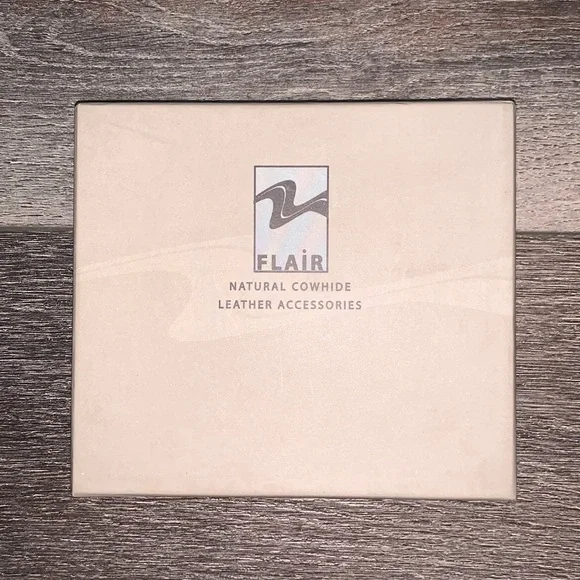 FLAiR
NATURAL COWHIDE
LEATHER ACCESSORIES